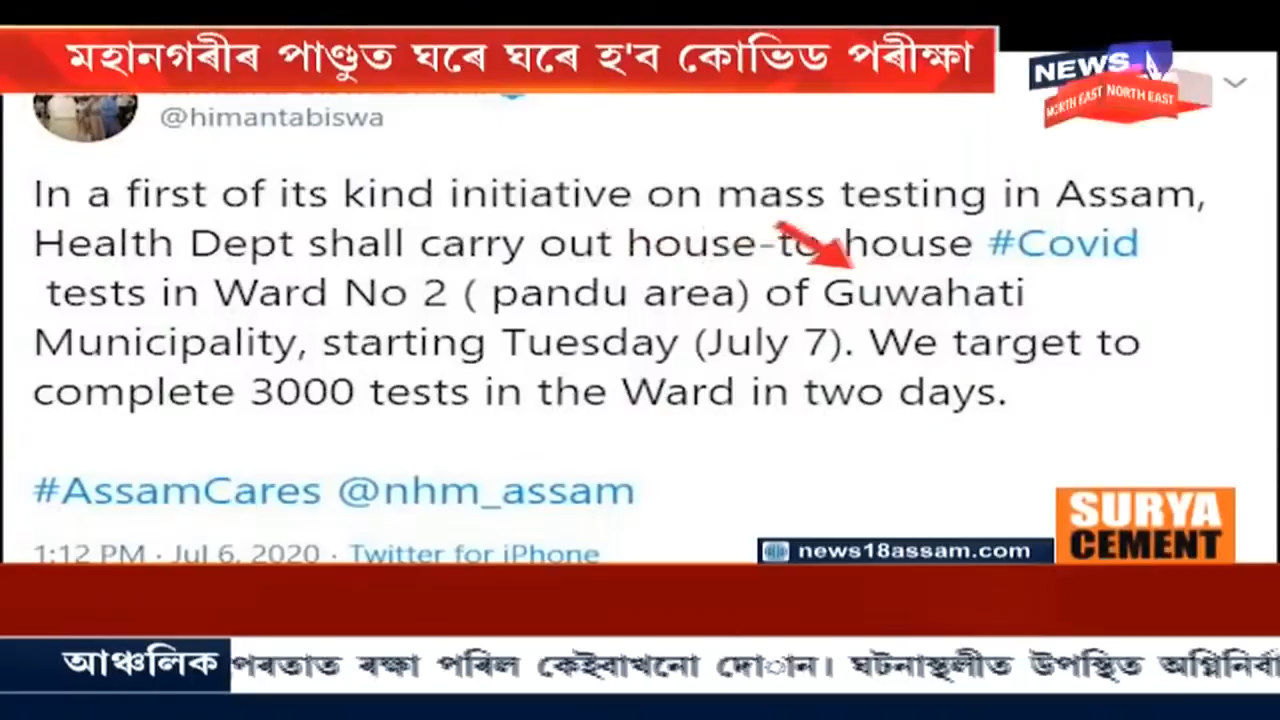 মহানগৰীৰ পাণ্ডুত ঘৰে ঘৰে হ'ব কোভিড পৰীক্ষা
NEWS
NORTH EAST NORTH EAST
@himantabiswa
In a first of its kind initiative on mass testing in Assam,
Health Dept shall carry out house-to-house #Covid
tests in Ward No 2 ( pandu area) of Guwahati
Municipality, starting Tuesday (July 7). We target to
complete 3000 tests in the Ward in two days.
#AssamCares @nhm_assam
1:12 PM · Jul 6, 2020 · Twitter for iPhone
news18assam.com
SURYA
CEMENT
আঞ্চলিক পৰতাত ৰক্ষা পৰিল কেইবাখনো ঘটনাস্থলীত উপস্থিত